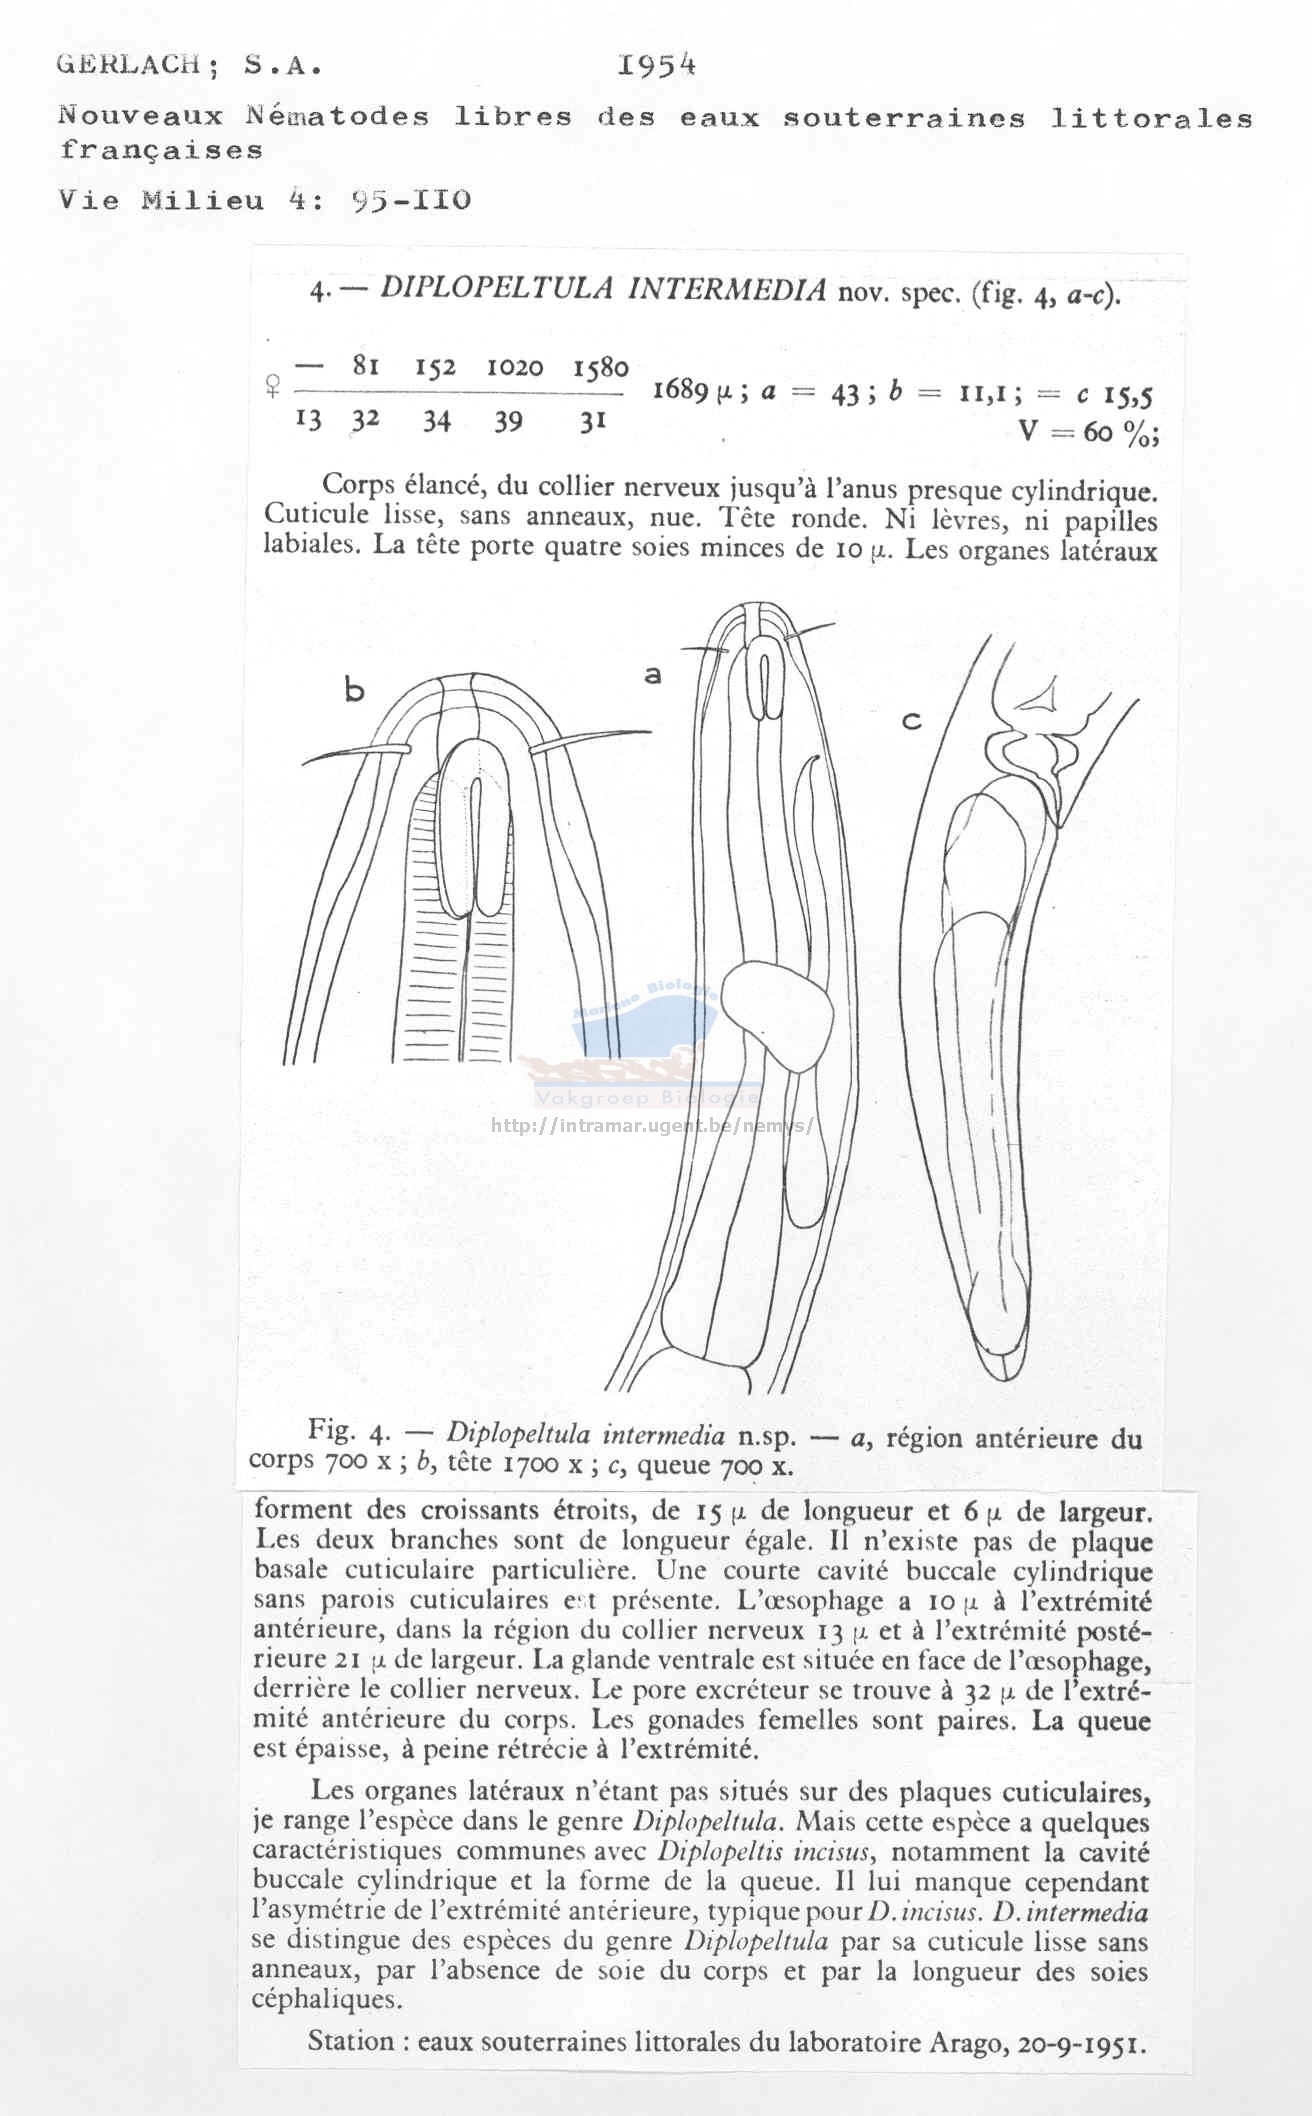 GERLACH; S.A. 1954
Nouveaux Nématodes libres des eaux souterraines littorales
françaises
Vie Milieu 4: 95-IIO
4. — DIPLOPELTULA INTERMEDIA nov. spec. (fig. 4, a-c).
♀ — 81 152 1020 1580
1689 μ ; a = 43 ; b = 11,1 ; = c 15,5
13 32 34 39 31
V = 60 %;
Corps élancé, du collier nerveux jusqu'à l'anus presque cylindrique.
Cuticule lisse, sans anneaux, nue. Tête ronde. Ni lèvres, ni papilles
labiales. La tête porte quatre soies minces de 10 μ. Les organes latéraux
b
a
c
Mariene Biologie
Vakgroep Biologie
http://intramar.ugent.be/nemys/
Fig. 4. — Diplopeltula intermedia n.sp. — a, région antérieure du
corps 700 x ; b, tête 1700 x ; c, queue 700 x.
forment des croissants étroits, de 15 μ de longueur et 6 μ de largeur.
Les deux branches sont de longueur égale. Il n'existe pas de plaque
basale cuticulaire particulière. Une courte cavité buccale cylindrique
sans parois cuticulaires est présente. L'œsophage a 10 μ à l'extrémité
antérieure, dans la région du collier nerveux 13 μ et à l'extrémité posté-
rieure 21 μ de largeur. La glande ventrale est située en face de l'œsophage,
derrière le collier nerveux. Le pore excréteur se trouve à 32 μ de l'extré-
mité antérieure du corps. Les gonades femelles sont paires. La queue
est épaisse, à peine rétrécie à l'extrémité.
Les organes latéraux n'étant pas situés sur des plaques cuticulaires,
je range l'espèce dans le genre Diplopeltula. Mais cette espèce a quelques
caractéristiques communes avec Diplopeltis incisus, notamment la cavité
buccale cylindrique et la forme de la queue. Il lui manque cependant
l'asymétrie de l'extrémité antérieure, typique pour D. incisus. D. intermedia
se distingue des espèces du genre Diplopeltula par sa cuticule lisse sans
anneaux, par l'absence de soie du corps et par la longueur des soies
céphaliques.
Station : eaux souterraines littorales du laboratoire Arago, 20-9-1951.